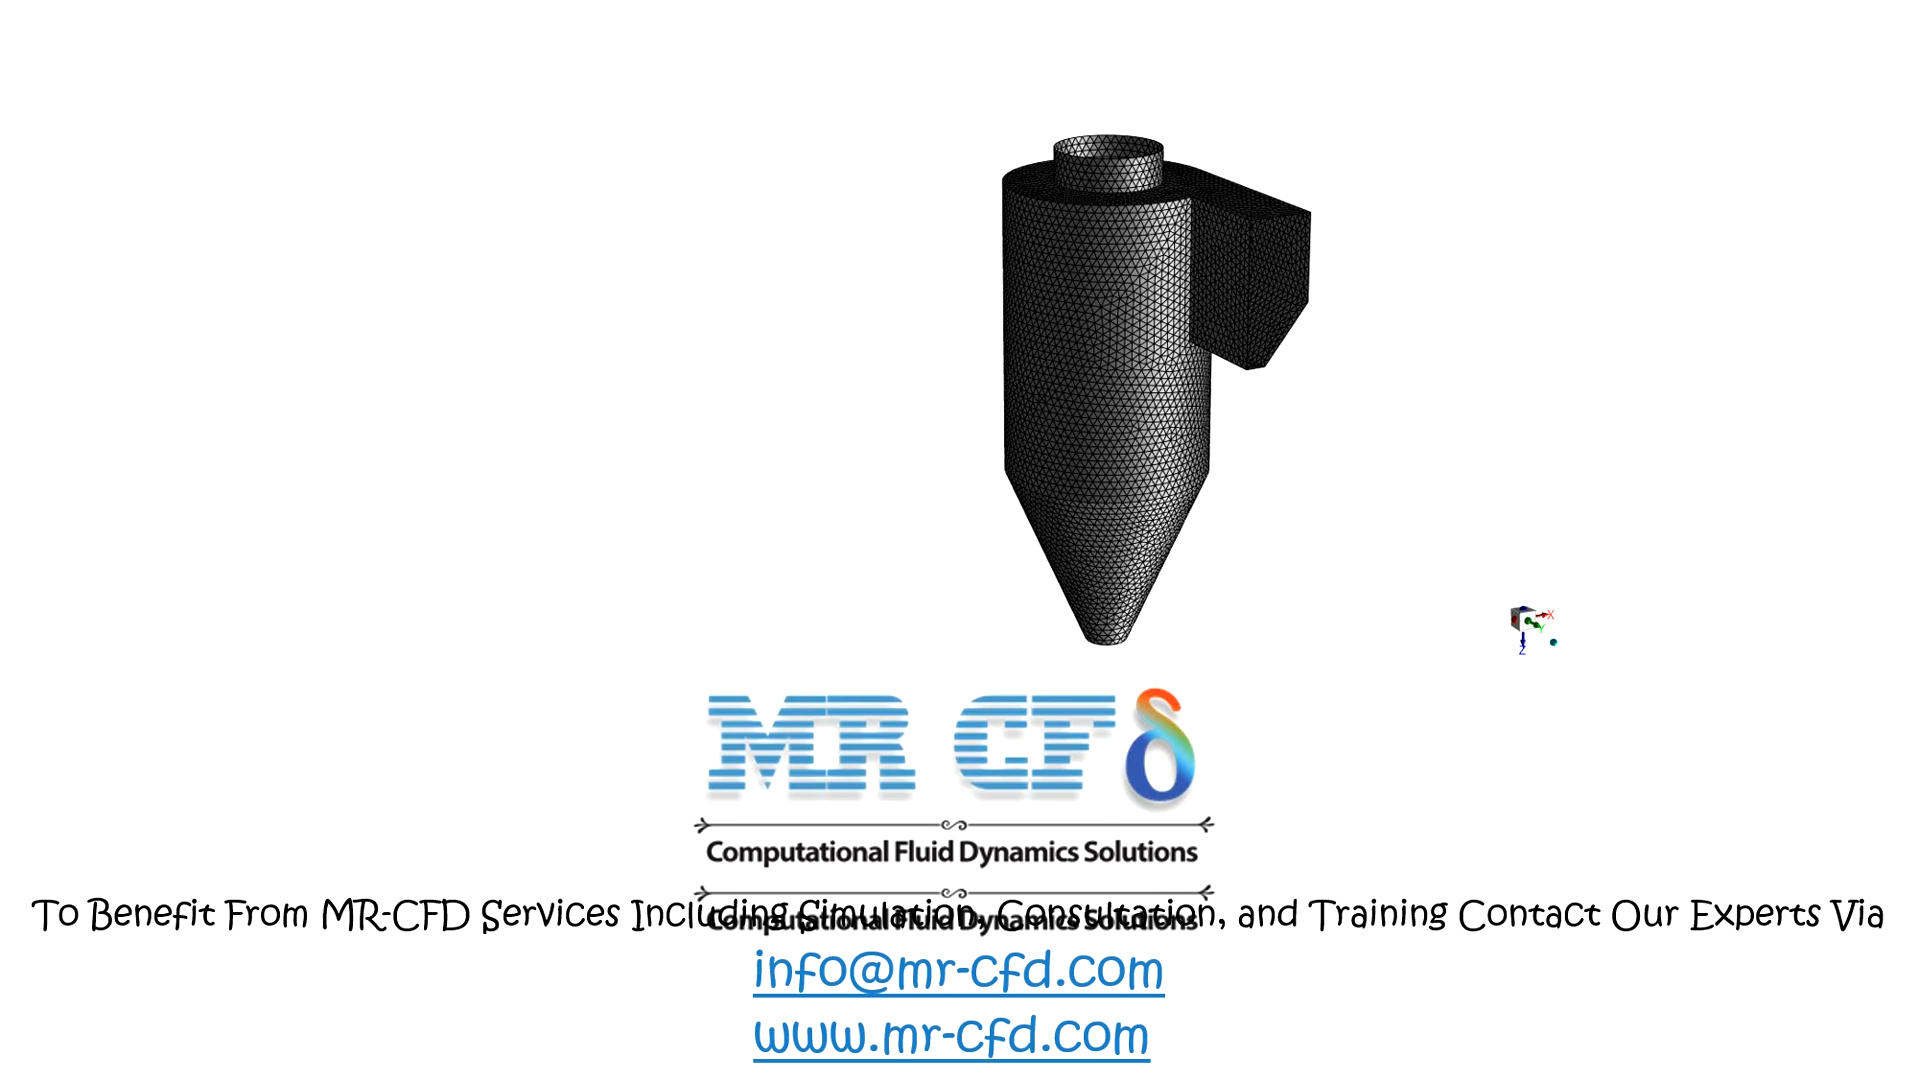 X
Y
Z
MR CFδ
Computational Fluid Dynamics Solutions
To Benefit From MR-CFD Services Including Simulation, Consultation, and Training Contact Our Experts Via
Computational Fluid Dynamics Solutions
info@mr-cfd.com
www.mr-cfd.com